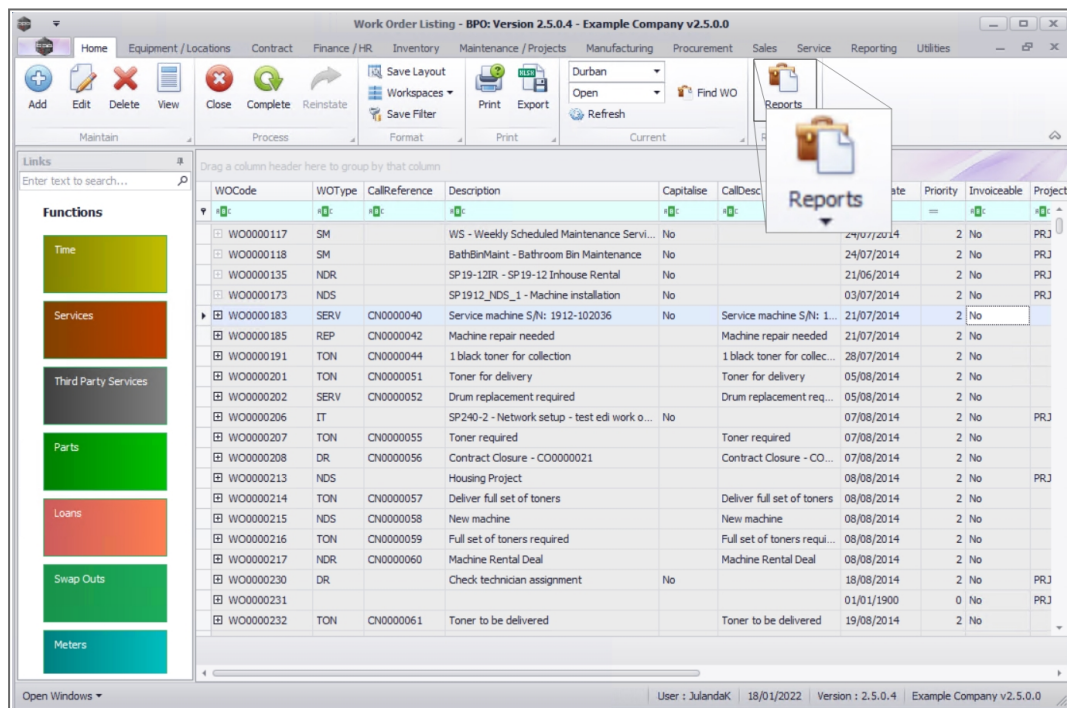 Work Order Listing - BPO: Version 2.5.0.4 - Example Company v2.5.0.0
Home Equipment / Locations Contract Finance / HR Inventory Maintenance / Projects Manufacturing Procurement Sales Service Reporting Utilities
Add Edit Delete View Close Complete Reinstate Save Layout Workspaces Save Filter Print Export Durban Open Refresh Find WO Reports
Maintain Process Format Print Current
Reports
Links
Enter text to search...
Functions
Time
Services
Third Party Services
Parts
Loans
Swap Outs
Meters
Drag a column header here to group by that column
WOCode WOType CallReference Description Capitalise CallDesc Priority Invoiceable Project
WO0000117 SM WS - Weekly Scheduled Maintenance Servi... No 24/07/2014 2 No PRJ
WO0000118 SM BathBinMaint - Bathroom Bin Maintenance No 24/07/2014 2 No PRJ
WO0000135 NDR SP19-12IR - SP19-12 Inhouse Rental No 21/06/2014 2 No PRJ
WO0000173 NDS SP1912_NDS_1 - Machine installation No 03/07/2014 2 No PRJ
WO0000183 SERV CN0000040 Service machine S/N: 1912-102036 No Service machine S/N: 1... 21/07/2014 2 No
WO0000185 REP CN0000042 Machine repair needed Machine repair needed 21/07/2014 2 No
WO0000191 TON CN0000044 1 black toner for collection 1 black toner for collec... 28/07/2014 2 No
WO0000201 TON CN0000051 Toner for delivery Toner for delivery 05/08/2014 2 No
WO0000202 SERV CN0000052 Drum replacement required Drum replacement req... 05/08/2014 2 No
WO0000206 IT SP240-2 - Network setup - test edi work o... No 07/08/2014 2 No PRJ
WO0000207 TON CN0000055 Toner required Toner required 07/08/2014 2 No
WO0000208 DR CN0000056 Contract Closure - CO0000021 Contract Closure - CO... 07/08/2014 2 No
WO0000213 NDS Housing Project 08/08/2014 2 No PRJ
WO0000214 TON CN0000057 Deliver full set of toners Deliver full set of toners 08/08/2014 2 No
WO0000215 NDS CN0000058 New machine New machine 08/08/2014 2 No
WO0000216 TON CN0000059 Full set of toners required Full set of toners requi... 08/08/2014 2 No
WO0000217 NDR CN0000060 Machine Rental Deal Machine Rental Deal 08/08/2014 2 No
WO0000230 DR Check technician assignment No 18/08/2014 2 No PRJ
WO0000231 01/01/1900 0 No PRJ
WO0000232 TON CN0000061 Toner to be delivered Toner to be delivered 19/08/2014 2 No
Open Windows User : JulandaK 18/01/2022 Version : 2.5.0.4 Example Company v2.5.0.0